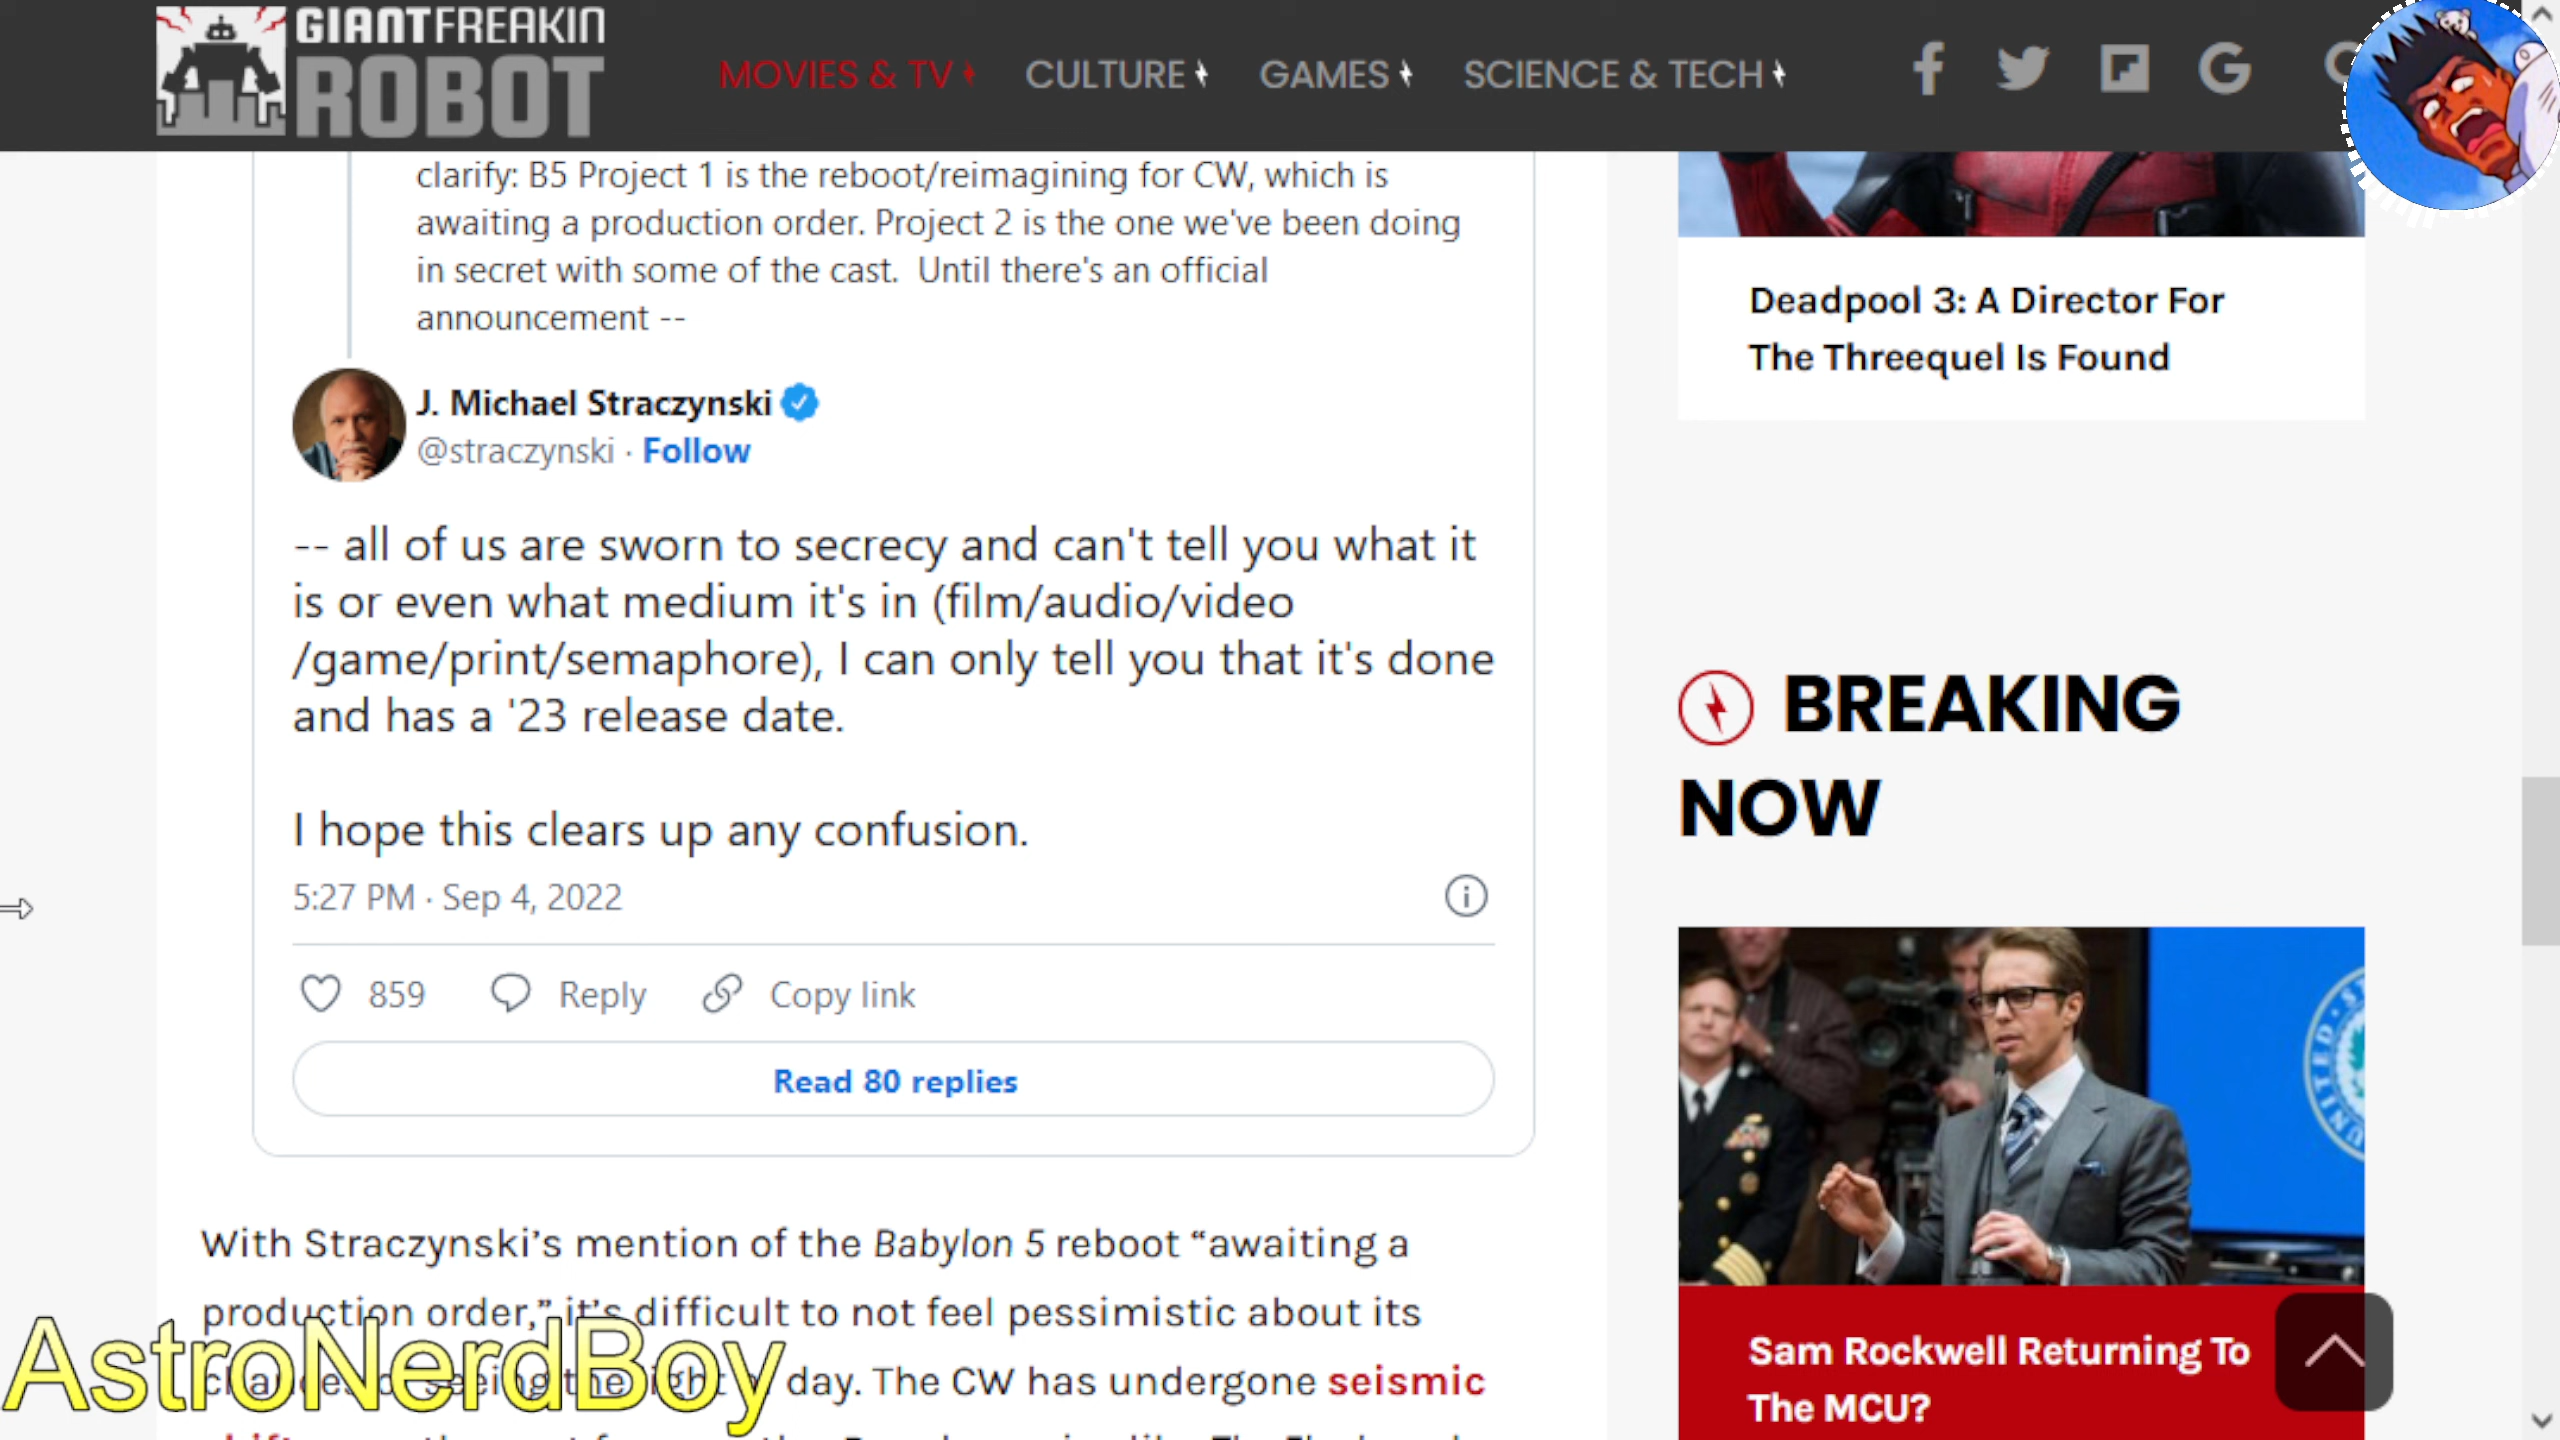 GIANT FREAKIN
ROBOT
MOVIES & TV
CULTURE
GAMES
SCIENCE & TECH
clarify: B5 Project 1 is the reboot/reimagining for CW, which is
awaiting a production order. Project 2 is the one we've been doing
in secret with some of the cast.  Until there's an official
announcement --
J. Michael Straczynski
@straczynski · Follow
-- all of us are sworn to secrecy and can't tell you what it
is or even what medium it's in (film/audio/video
/game/print/semaphore), I can only tell you that it's done
and has a '23 release date.
I hope this clears up any confusion.
5:27 PM · Sep 4, 2022
859
Reply
Copy link
Read 80 replies
With Straczynski's mention of the Babylon 5 reboot “awaiting a
production order,” it's difficult to not feel pessimistic about its
day. The CW has undergone seismic
AstroNerdBoy
Deadpool 3: A Director For
The Threequel Is Found
BREAKING
NOW
Sam Rockwell Returning To
The MCU?